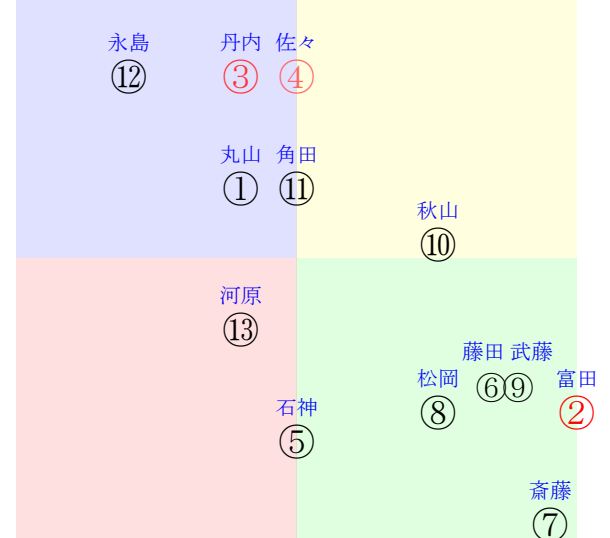 永島 丹内 佐々
⑫ ③ ④
丸山 角田
① ⑪
秋山
⑩
河原
⑬
藤田 武藤
⑥⑨
松岡 富田
⑧ ②
石神
⑤
斎藤
⑦